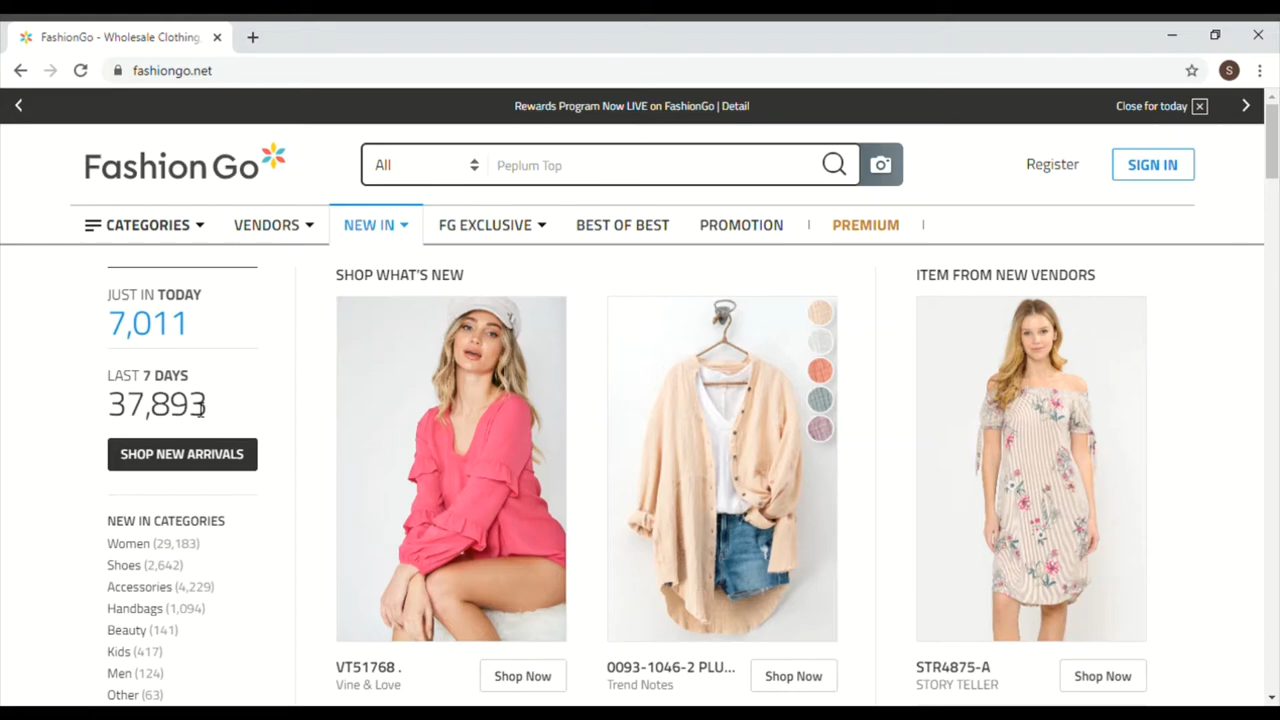 FashionGo - Wholesale Clothing,
fashiongo.net
S
Rewards Program Now LIVE on FashionGo | Detail
Close for today
FashionGo
All
Peplum Top
Register
SIGN IN
CATEGORIES
VENDORS
NEW IN
FG EXCLUSIVE
BEST OF BEST
PROMOTION
PREMIUM
JUST IN TODAY
7,011
LAST 7 DAYS
37,893
SHOP NEW ARRIVALS
NEW IN CATEGORIES
Women (29,183)
Shoes (2,642)
Accessories (4,229)
Handbags (1,094)
Beauty (141)
Kids (417)
Men (124)
Other (63)
SHOP WHAT'S NEW
VT51768 .
Vine & Love
Shop Now
0093-1046-2 PLU...
Trend Notes
Shop Now
ITEM FROM NEW VENDORS
STR4875-A
STORY TELLER
Shop Now